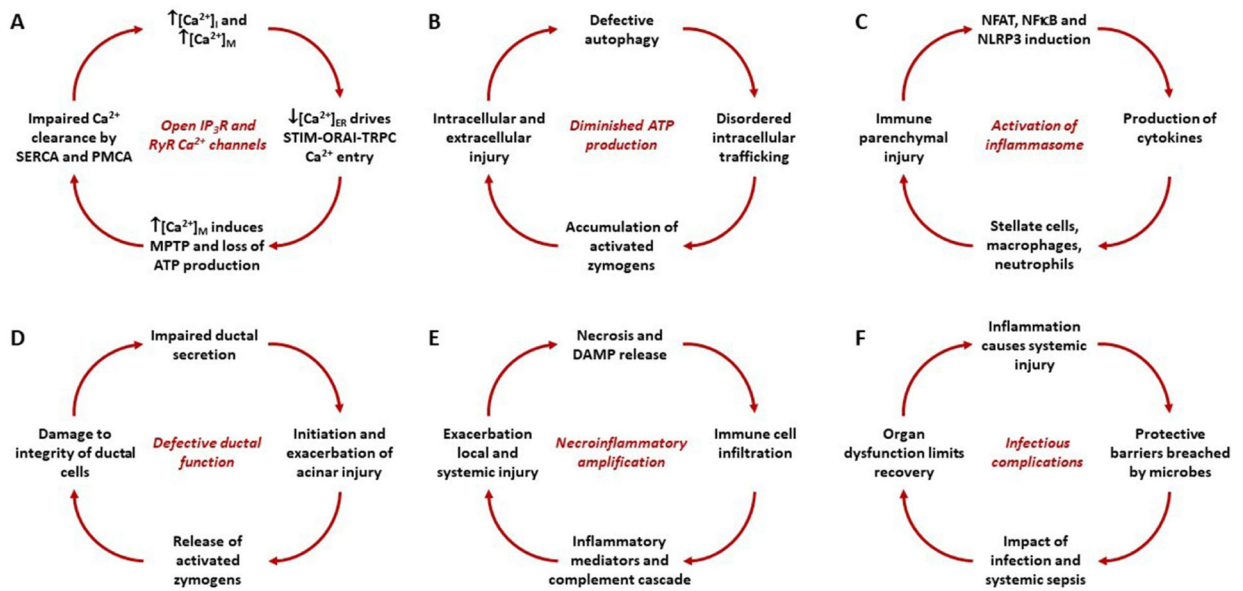 A
↑[Ca²⁺]ᵢ and
↑[Ca²⁺]ₘ
Impaired Ca²⁺
clearance by
SERCA and PMCA
Open IP₃R and
RyR Ca²⁺ channels
↓[Ca²⁺]ER drives
STIM-ORAI-TRPC
Ca²⁺ entry
↑[Ca²⁺]ₘ induces
MPTP and loss of
ATP production
B
Defective
autophagy
Intracellular and
extracellular
injury
Diminished ATP
production
Disordered
intracellular
trafficking
Accumulation of
activated
zymogens
C
NFAT, NFκB and
NLRP3 induction
Immune
parenchymal
injury
Activation of
inflammasome
Production of
cytokines
Stellate cells,
macrophages,
neutrophils
D
Impaired ductal
secretion
Damage to
integrity of ductal
cells
Defective ductal
function
Initiation and
exacerbation of
acinar injury
Release of
activated
zymogens
E
Necrosis and
DAMP release
Exacerbation
local and
systemic injury
Necroinflammatory
amplification
Immune cell
infiltration
Inflammatory
mediators and
complement cascade
F
Inflammation
causes systemic
injury
Organ
dysfunction limits
recovery
Infectious
complications
Protective
barriers breached
by microbes
Impact of
infection and
systemic sepsis